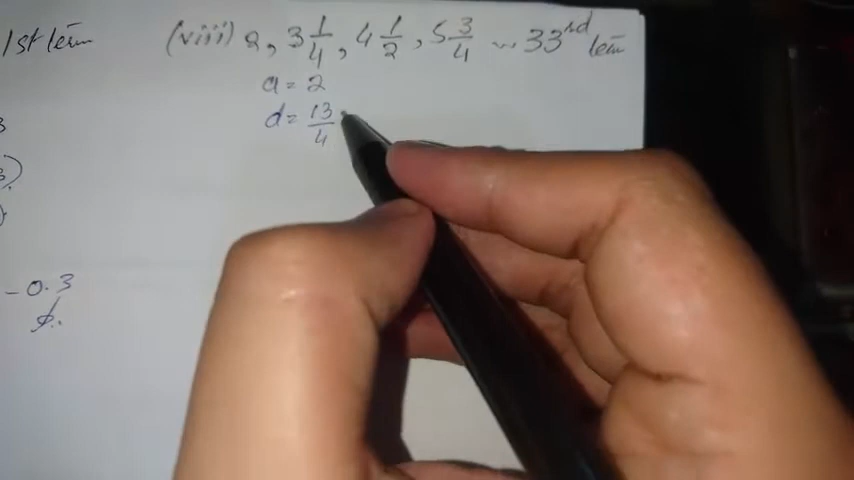 1st term
(viii) 2, 3 1/4, 4 1/2, 5 3/4 ... 33rd term
a = 2
d = 13/4
3
)
- 0.3